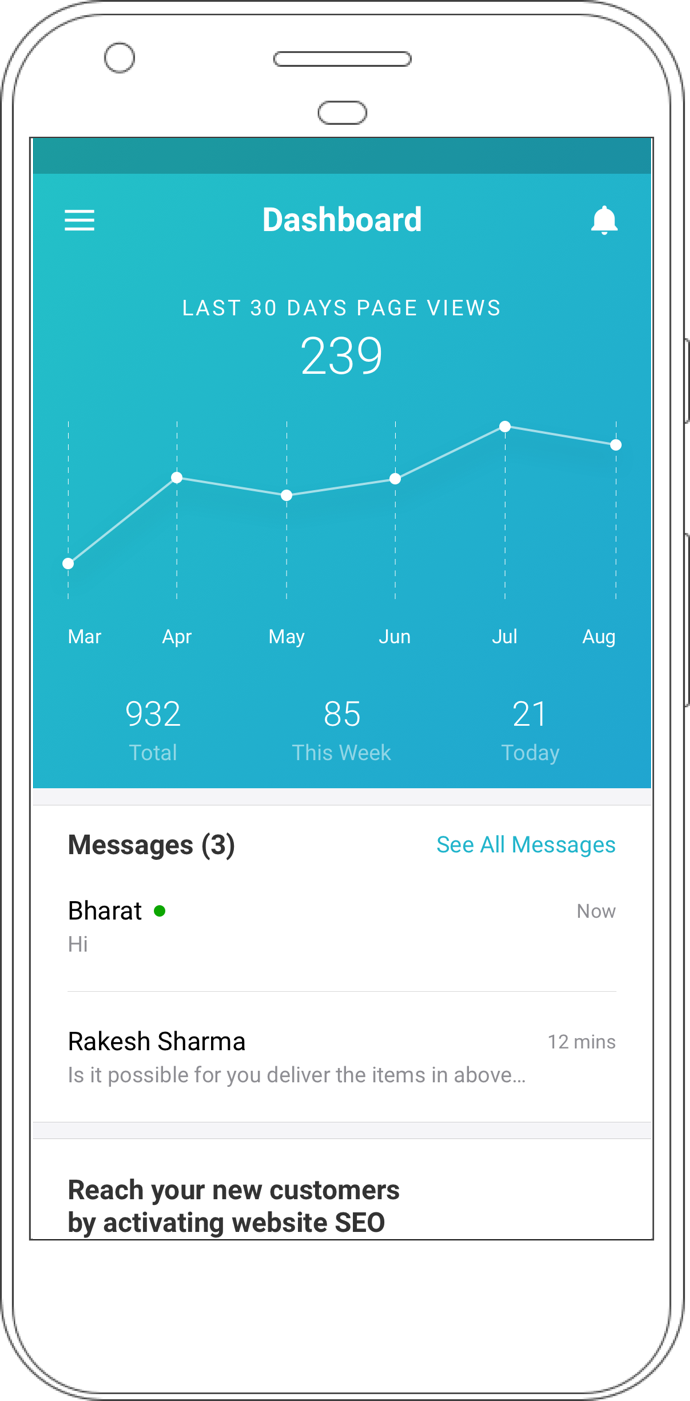 Dashboard
LAST 30 DAYS PAGE VIEWS
239
Mar Apr May Jun Jul Aug
932 85 21
Total This Week Today
Messages (3) See All Messages
Bharat Now
Hi
Rakesh Sharma 12 mins
Is it possible for you deliver the items in above...
Reach your new customers
by activating website SEO